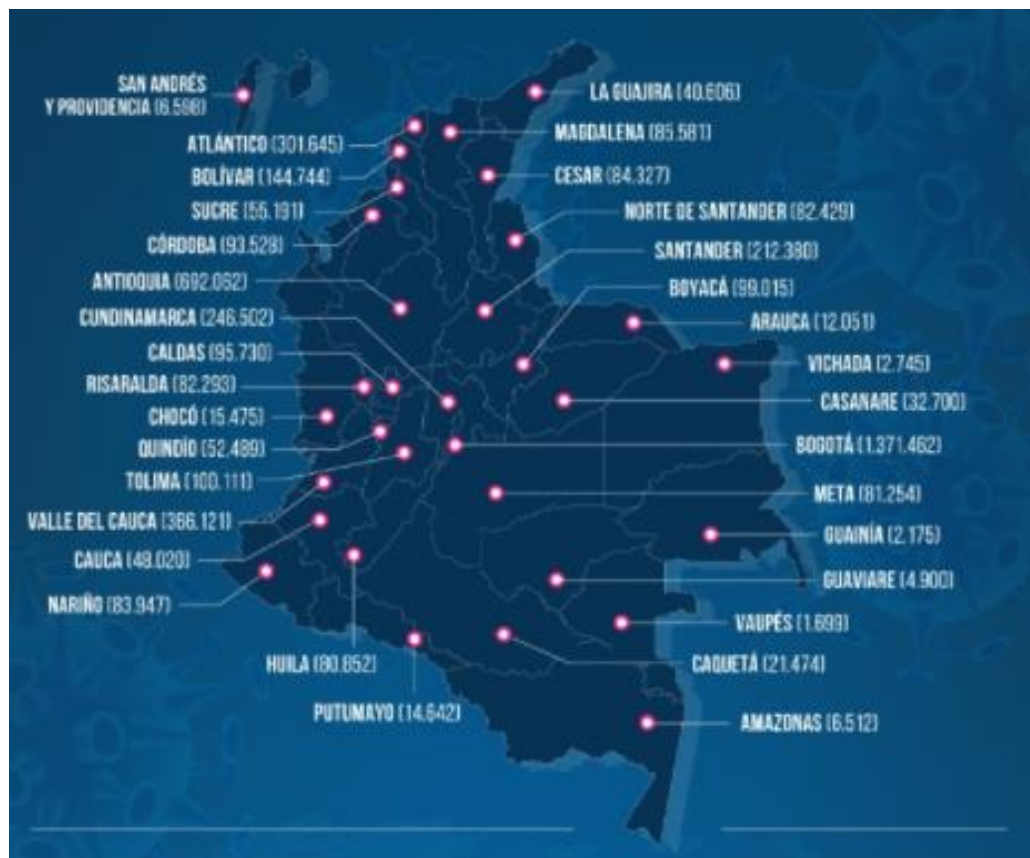 SAN ANDRÉS
Y PROVIDENCIA (6.598)
ATLÁNTICO (301.645)
BOLÍVAR (144.744)
SUCRE (55.191)
CÓRDOBA (93.528)
ANTIOQUIA (692.062)
CUNDINAMARCA (246.502)
CALDAS (95.730)
RISARALDA (82.293)
CHOCÓ (15.475)
QUINDÍO (52.489)
TOLIMA (100.111)
VALLE DEL CAUCA (366.121)
CAUCA (48.020)
NARIÑO (83.947)
HUILA (80.652)
PUTUMAYO (14.642)
LA GUAJIRA (40.606)
MAGDALENA (85.581)
CESAR (84.327)
NORTE DE SANTANDER (82.429)
SANTANDER (212.380)
BOYACÁ (99.015)
ARAUCA (12.051)
VICHADA (2.745)
CASANARE (32.700)
BOGOTÁ (1.371.462)
META (81.254)
GUAINÍA (2.175)
GUAVIARE (4.900)
VAUPÉS (1.699)
CAQUETÁ (21.474)
AMAZONAS (6.512)